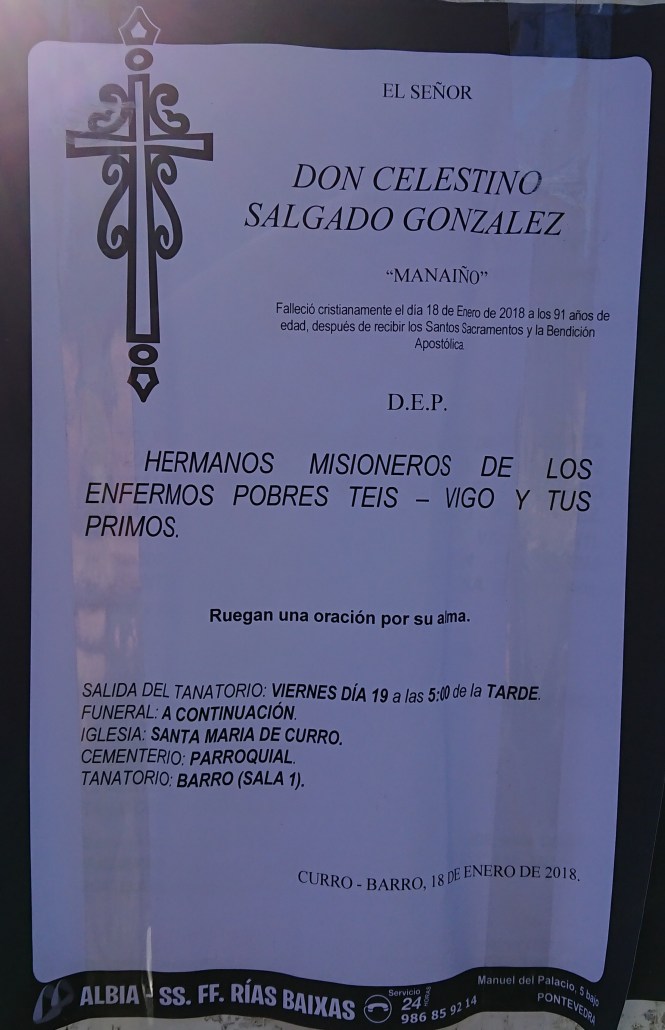 EL SEÑOR
DON CELESTINO
SALGADO GONZALEZ
“MANAIÑO”
Falleció cristianamente el día 18 de Enero de 2018 a los 91 años de
edad, después de recibir los Santos Sacramentos y la Bendición
Apostólica
D.E.P.
HERMANOS MISIONEROS DE LOS
ENFERMOS POBRES TEIS – VIGO Y TUS
PRIMOS.
Ruegan una oración por su alma.
SALIDA DEL TANATORIO: VIERNES DÍA 19 a las 5:00 de la TARDE.
FUNERAL: A CONTINUACIÓN.
IGLESIA: SANTA MARIA DE CURRO.
CEMENTERIO: PARROQUIAL.
TANATORIO: BARRO (SALA 1).
CURRO - BARRO, 18 DE ENERO DE 2018.
ALBIA - SS. FF. RÍAS BAIXAS
Servicio
24 HORAS
986 85 92 14
Manuel del Palacio, 5 bajo
PONTEVEDRA